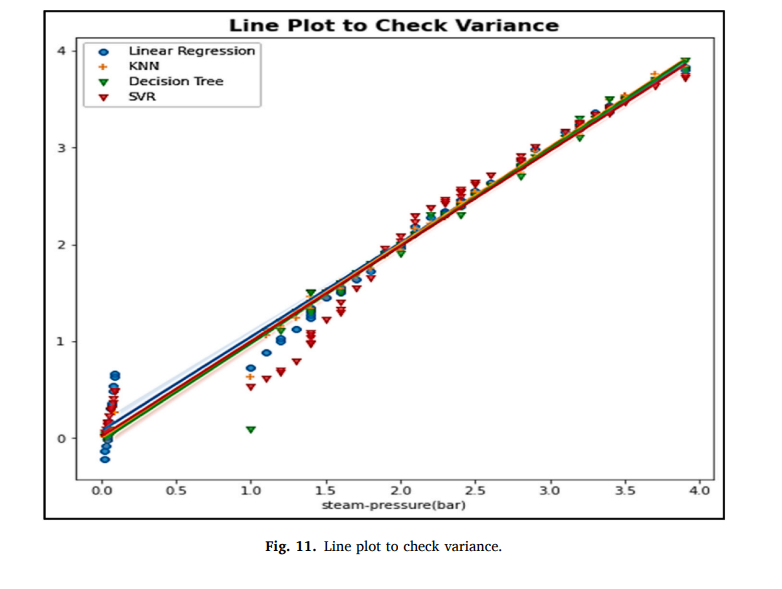 Line Plot to Check Variance
Linear Regression
KNN
Decision Tree
SVR
4
3
2
1
0
0.0 0.5 1.0 1.5 2.0 2.5 3.0 3.5 4.0
steam-pressure(bar)
Fig. 11. Line plot to check variance.